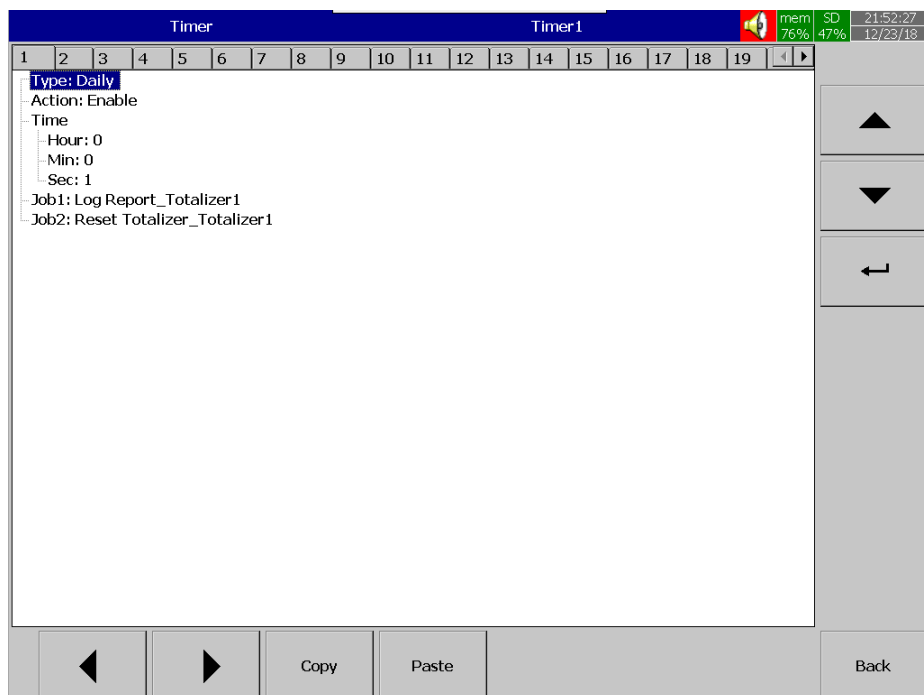 Timer Timer1 mem SD 21:52:27
76% 47% 12/23/18
1 2 3 4 5 6 7 8 9 10 11 12 13 14 15 16 17 18 19
Type: Daily
Action: Enable
Time
Hour: 0
Min: 0
Sec: 1
Job1: Log Report_Totalizer1
Job2: Reset Totalizer_Totalizer1
Copy Paste Back